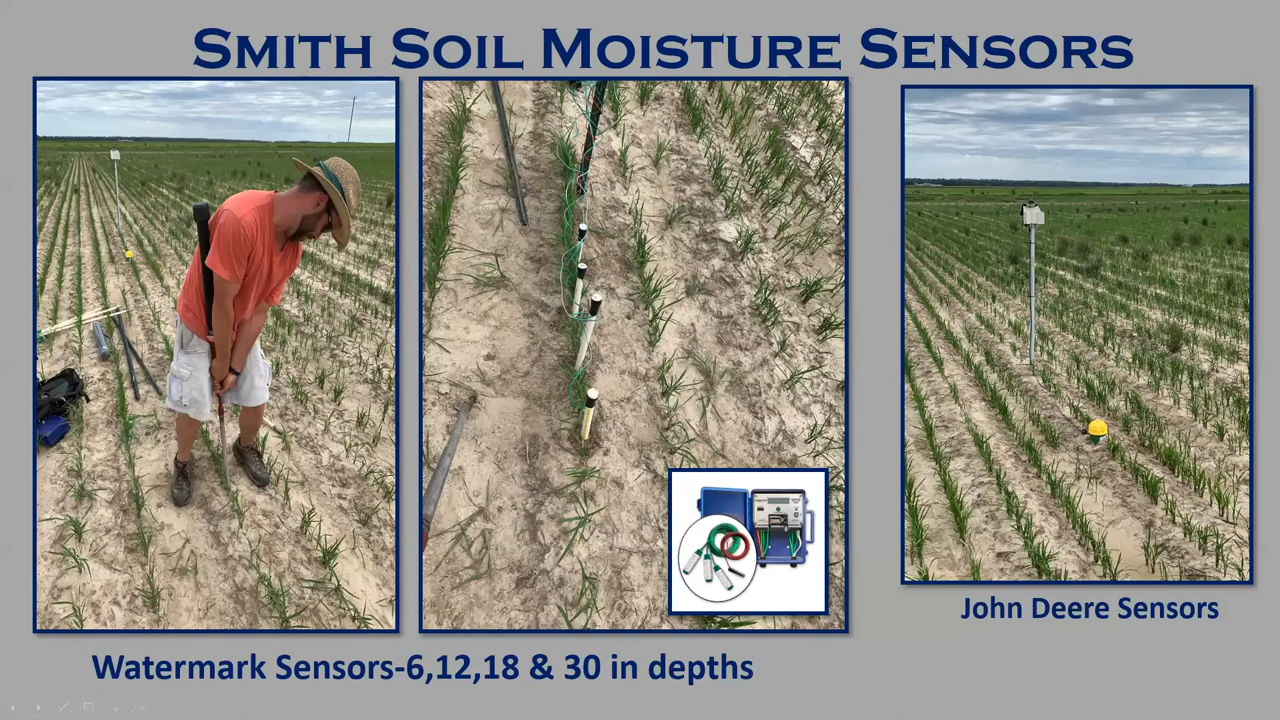 Smith Soil Moisture Sensors
John Deere Sensors
Watermark Sensors-6,12,18 & 30 in depths